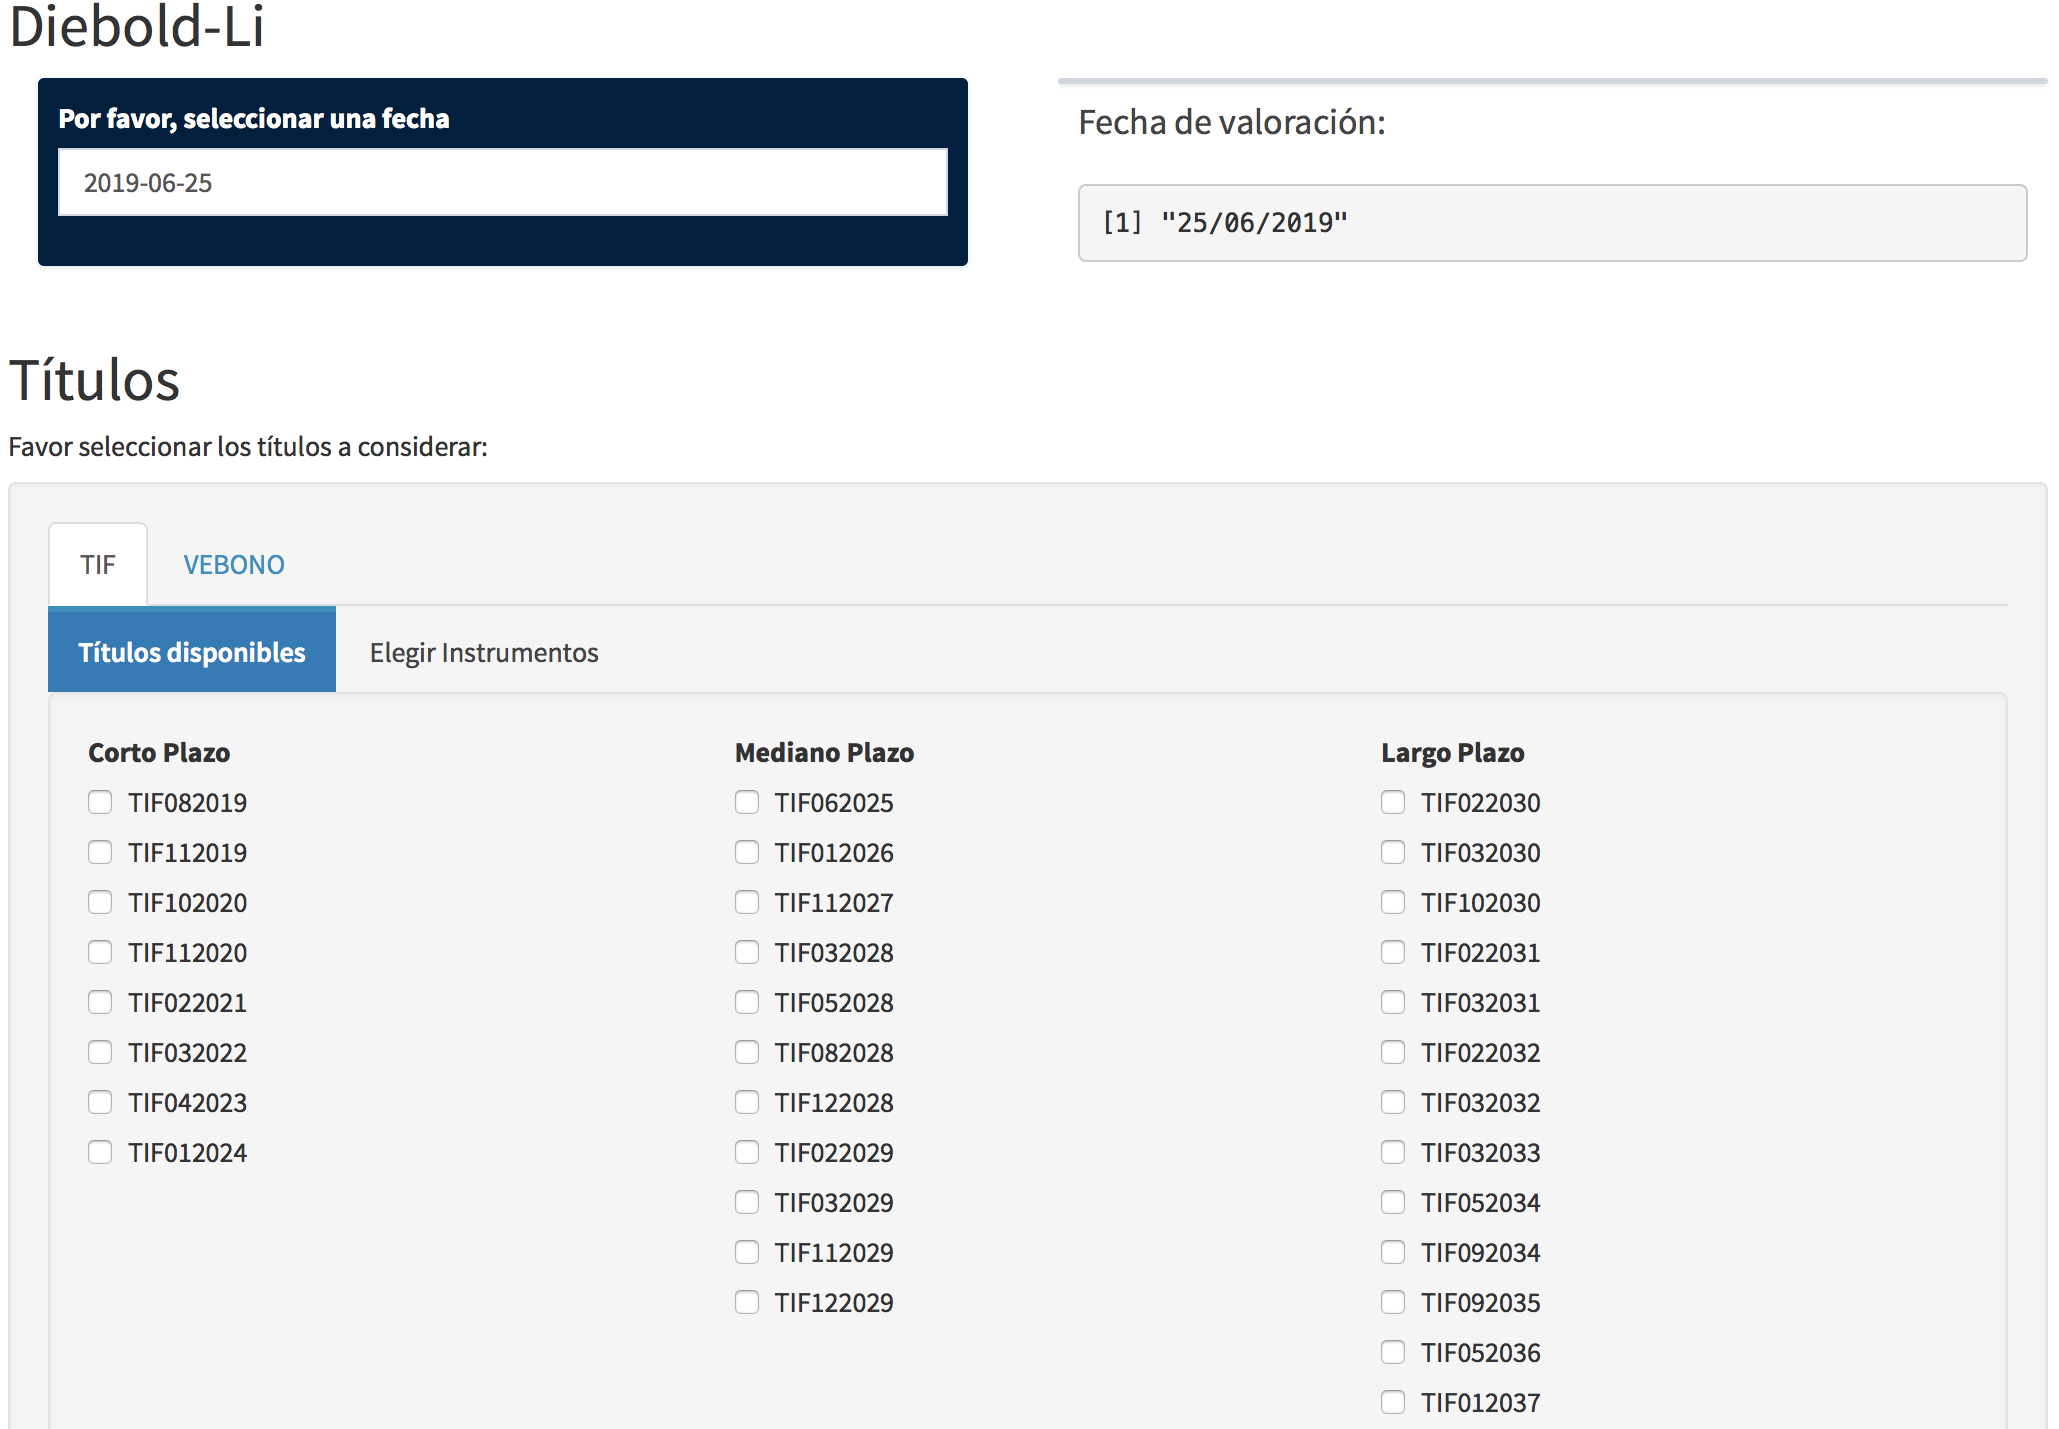 Diebold-Li
Por favor, seleccionar una fecha
2019-06-25
Fecha de valoración:
[1] "25/06/2019"
Títulos
Favor seleccionar los títulos a considerar:
TIF VEBONO
Títulos disponibles Elegir Instrumentos
Corto Plazo
TIF082019
TIF112019
TIF102020
TIF112020
TIF022021
TIF032022
TIF042023
TIF012024
Mediano Plazo
TIF062025
TIF012026
TIF112027
TIF032028
TIF052028
TIF082028
TIF122028
TIF022029
TIF032029
TIF112029
TIF122029
Largo Plazo
TIF022030
TIF032030
TIF102030
TIF022031
TIF032031
TIF022032
TIF032032
TIF032033
TIF052034
TIF092034
TIF092035
TIF052036
TIF012037